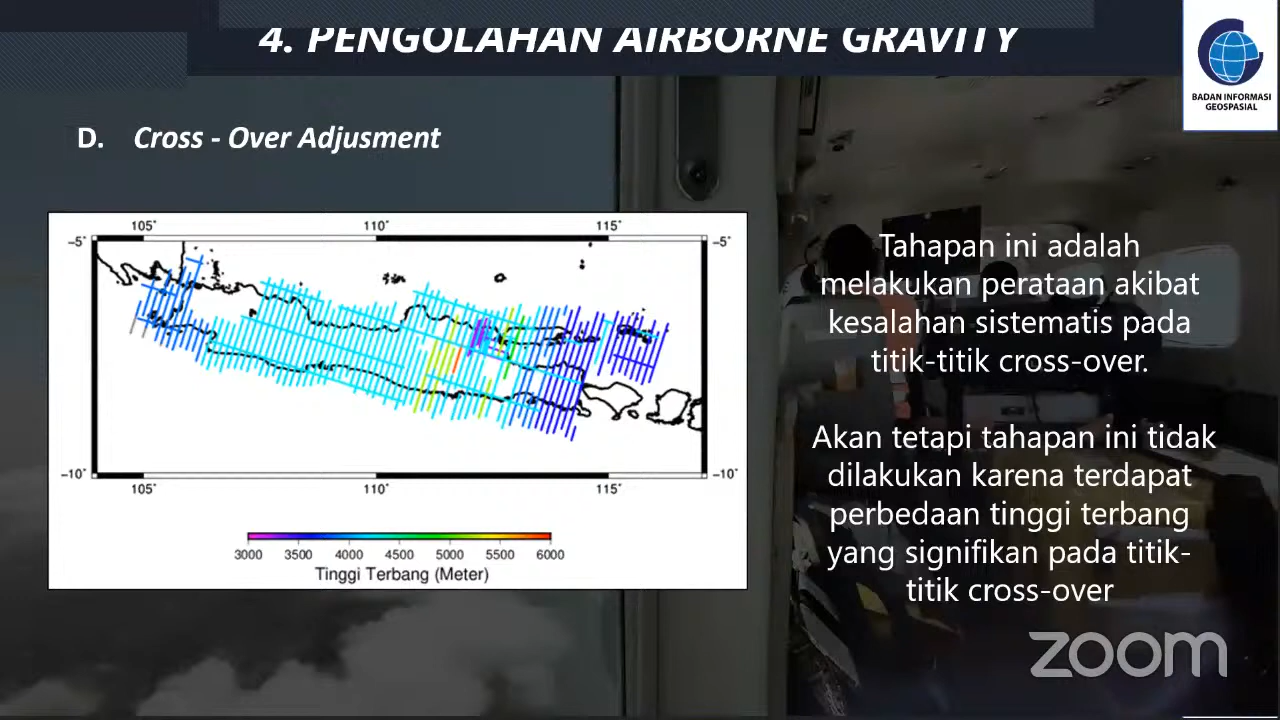 4. PENGOLAHAN AIRBORNE GRAVITY
BADAN INFORMASI
GEOSPASIAL
D. Cross - Over Adjusment
105˚ 110˚ 115˚
-5˚ -5˚
-10˚ -10˚
105˚ 110˚ 115˚
3000 3500 4000 4500 5000 5500 6000
Tinggi Terbang (Meter)
Tahapan ini adalah
melakukan perataan akibat
kesalahan sistematis pada
titik-titik cross-over.
Akan tetapi tahapan ini tidak
dilakukan karena terdapat
perbedaan tinggi terbang
yang signifikan pada titik-
titik cross-over
zoom